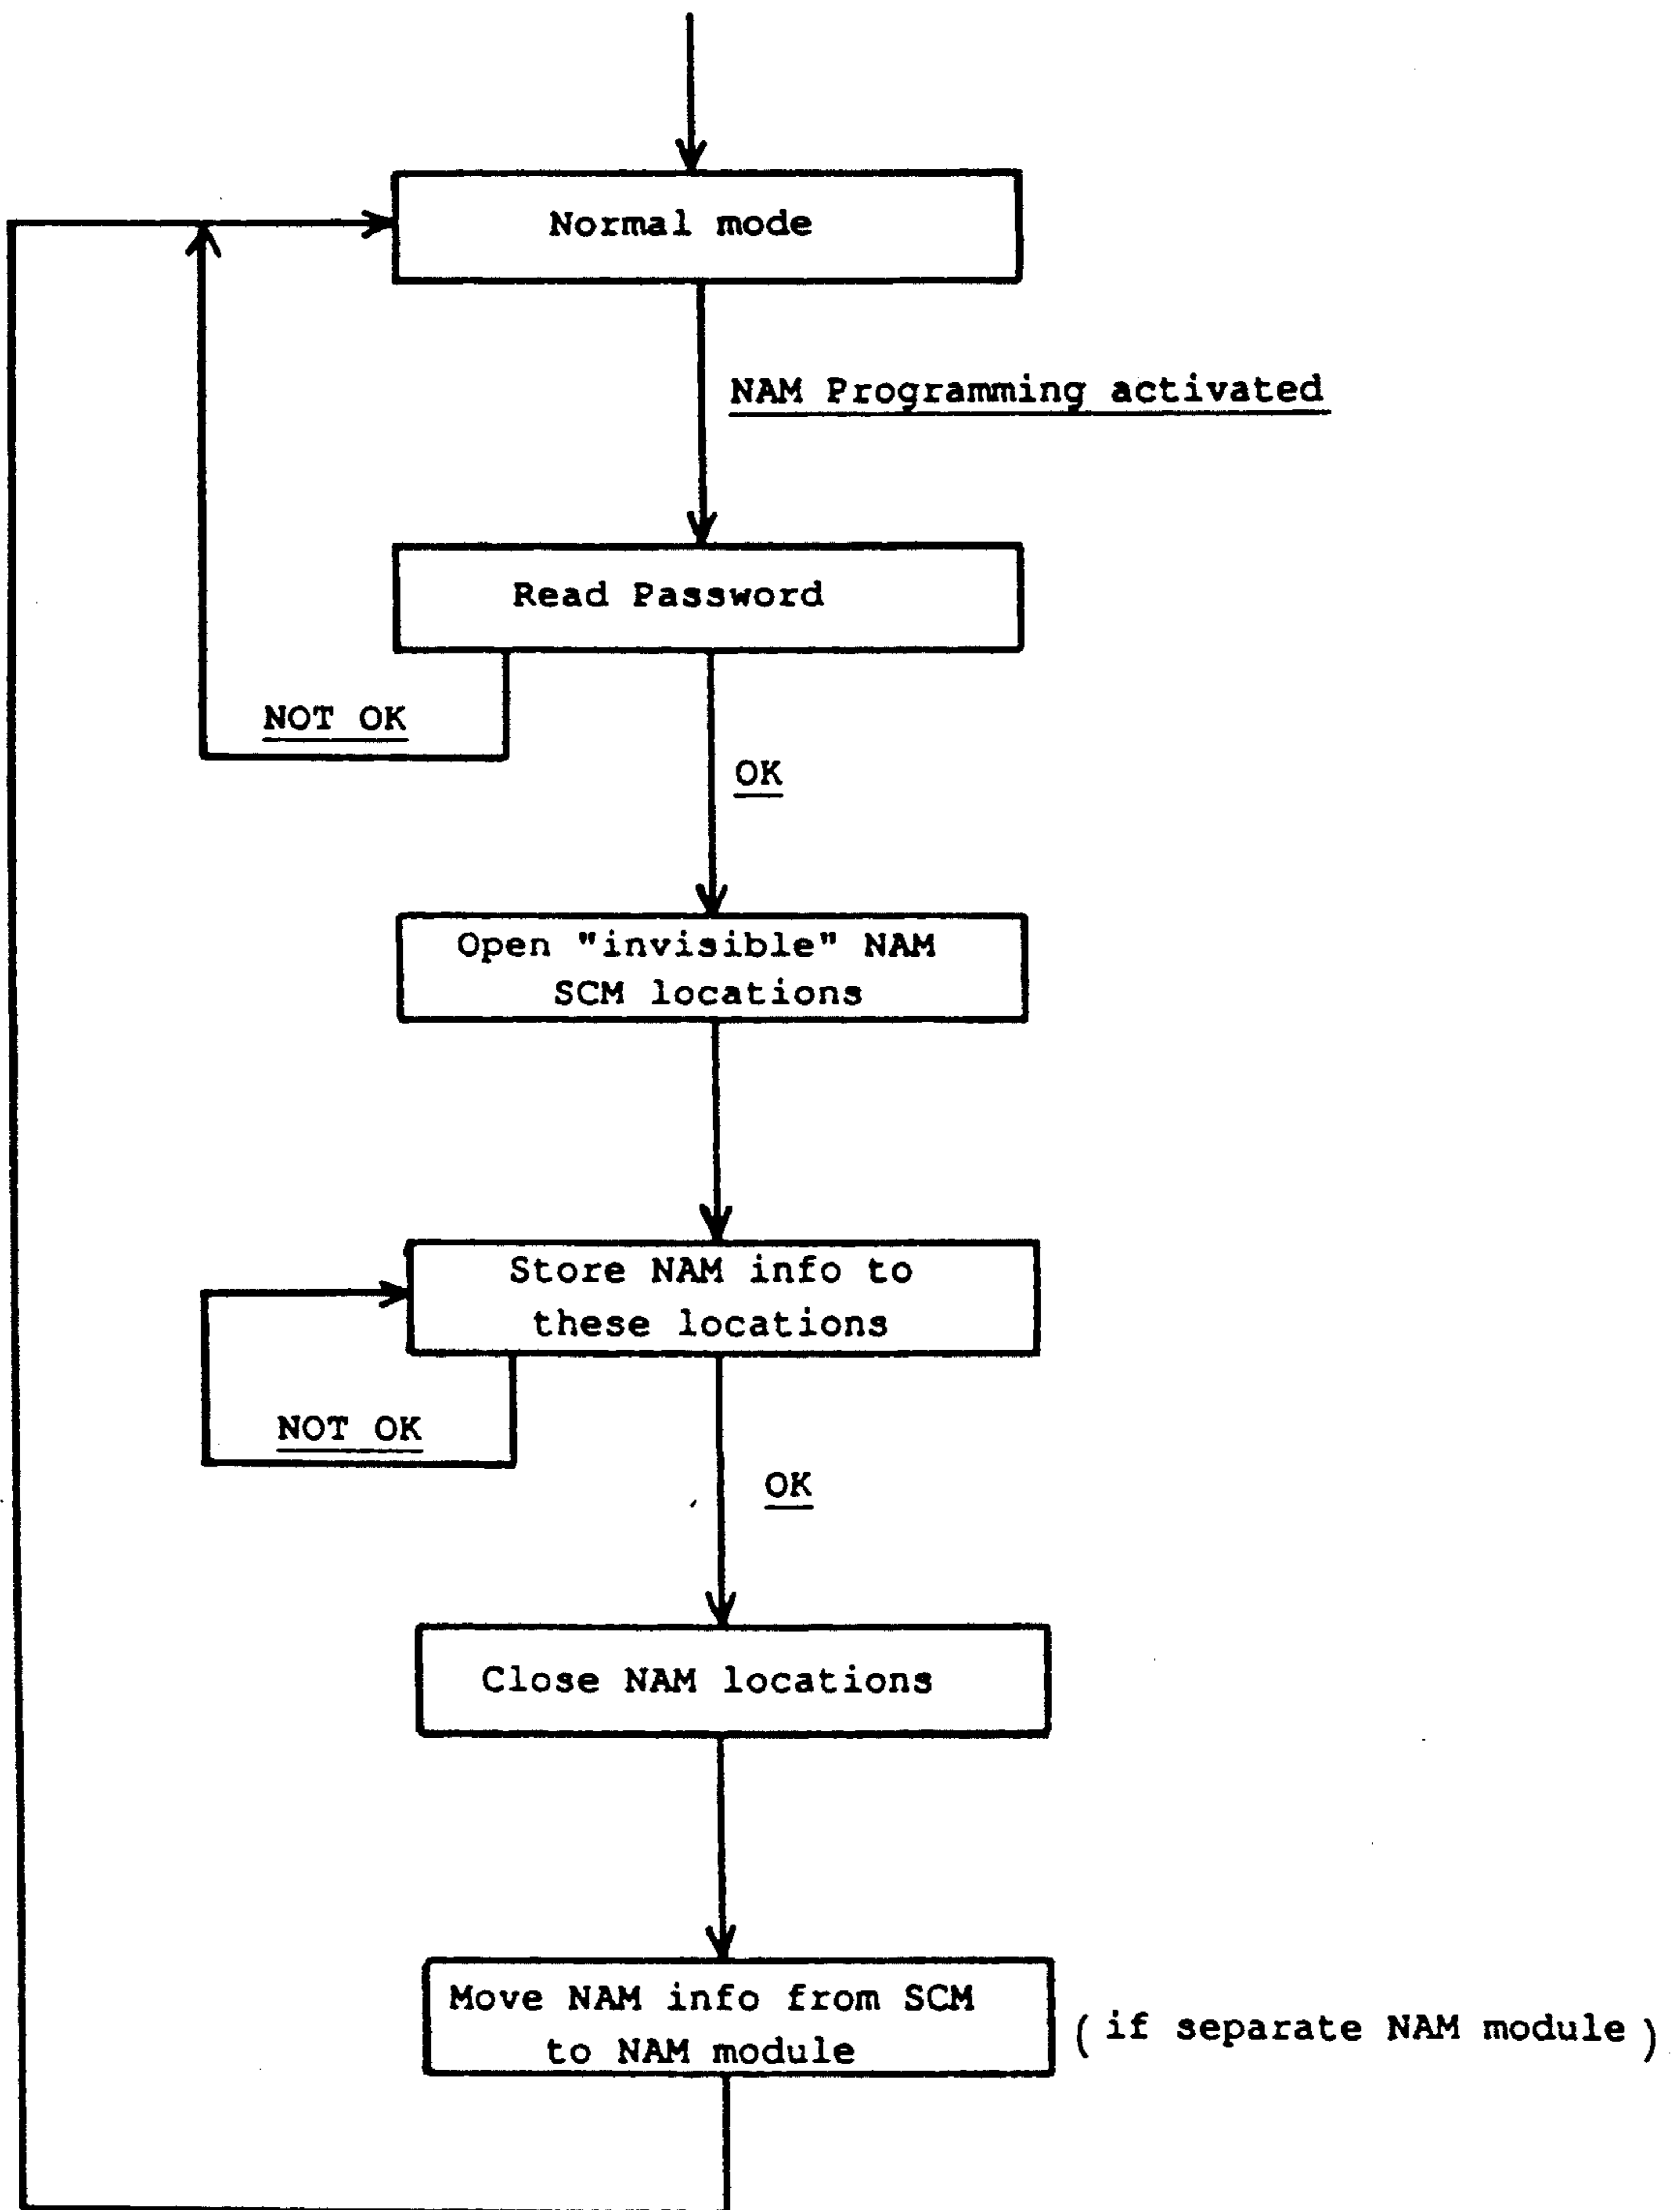 Normal mode
NAM Programming activated
Read Password
NOT OK
OK
Open "invisible" NAM
SCM locations
Store NAM info to
these locations
NOT OK
OK
Close NAM locations
Move NAM info from SCM
to NAM module
( if separate NAM module )